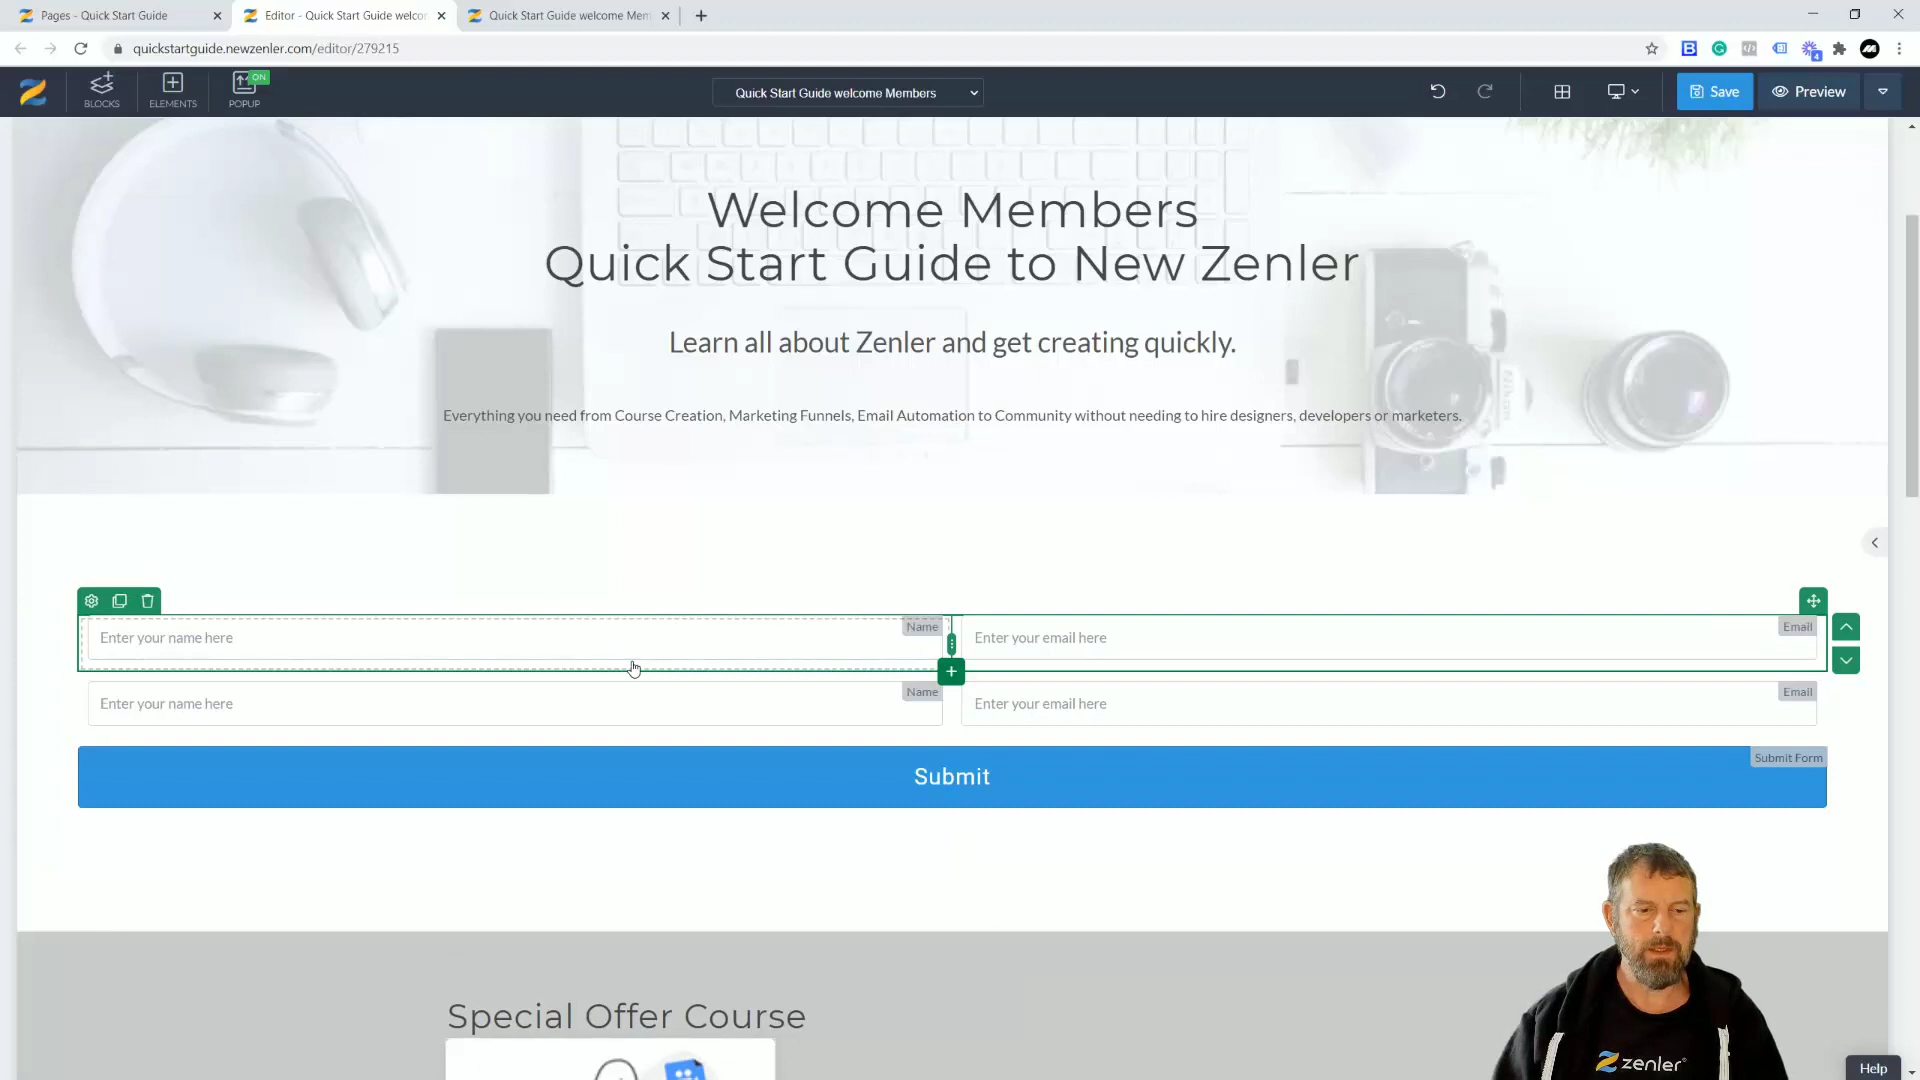 Pages - Quick Start Guide
Editor - Quick Start Guide welcor
Quick Start Guide welcome Mem
quickstartguide.newzenler.com/editor/279215
BLOCKS
ELEMENTS
POPUP
ON
Quick Start Guide welcome Members
Save
Preview
Welcome Members
Quick Start Guide to New Zenler
Learn all about Zenler and get creating quickly.
Everything you need from Course Creation, Marketing Funnels, Email Automation to Community without needing to hire designers, developers or marketers.
Enter your name here
Name
Enter your email here
Email
Enter your name here
Name
Enter your email here
Email
Submit
Submit Form
Special Offer Course
zenler
Help